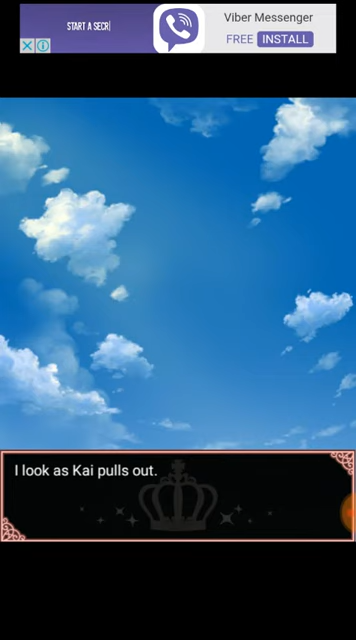 START A SECR
Viber Messenger
FREE INSTALL
I look as Kai pulls out.